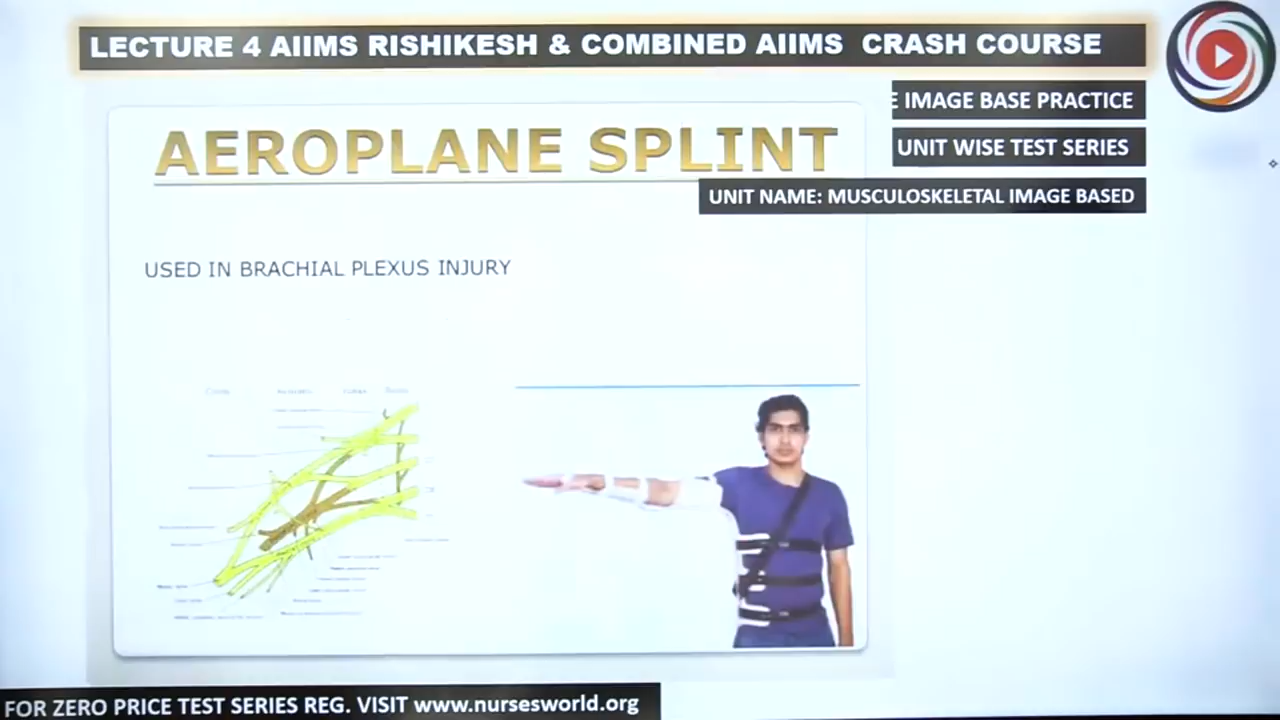 LECTURE 4 AIIMS RISHIKESH & COMBINED AIIMS CRASH COURSE
E IMAGE BASE PRACTICE
AEROPLANE SPLINT
UNIT WISE TEST SERIES
UNIT NAME: MUSCULOSKELETAL IMAGE BASED
USED IN BRACHIAL PLEXUS INJURY
FOR ZERO PRICE TEST SERIES REG. VISIT www.nursesworld.org